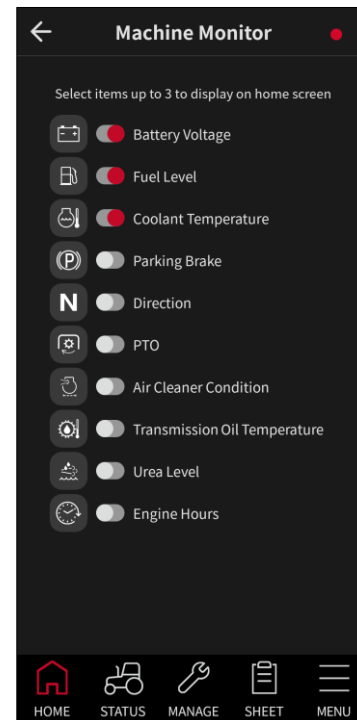 Machine Monitor
Select items up to 3 to display on home screen
Battery Voltage
Fuel Level
Coolant Temperature
P Parking Brake
N Direction
PTO
Air Cleaner Condition
Transmission Oil Temperature
Urea Level
Engine Hours
HOME STATUS MANAGE SHEET MENU